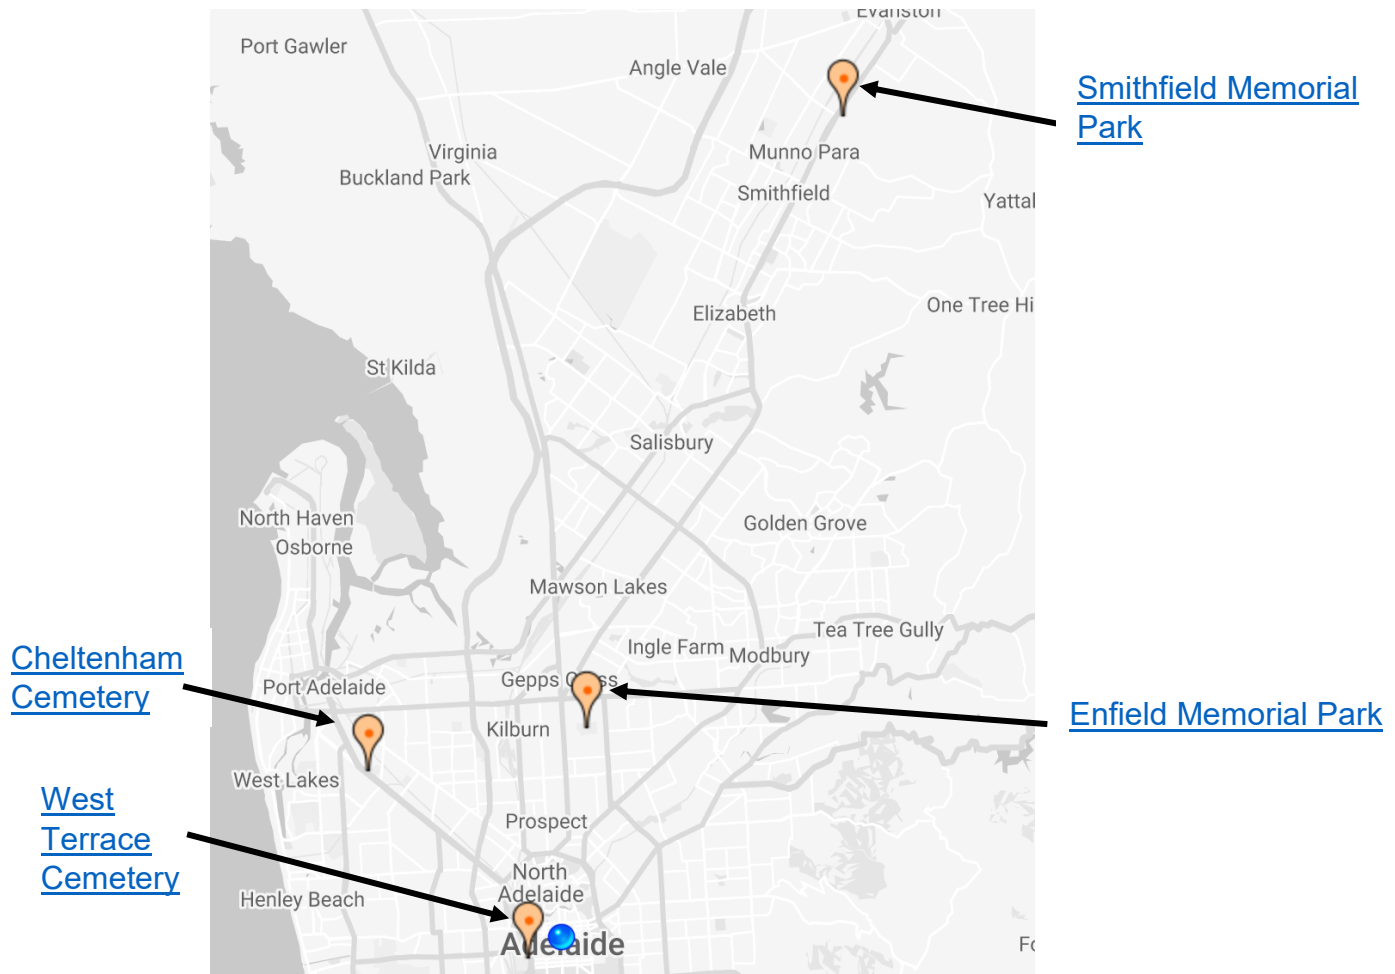 Evanston
Port Gawler
Angle Vale
Smithfield Memorial
Park
Virginia
Munno Para
Buckland Park
Smithfield
Yattal
One Tree Hi
Elizabeth
St Kilda
Salisbury
North Haven
Golden Grove
Osborne
Mawson Lakes
Tea Tree Gully
Ingle Farm
Modbury
Cheltenham
Cemetery
Port Adelaide
Gepps Cross
Enfield Memorial Park
Kilburn
West Lakes
West
Terrace
Cemetery
Prospect
North
Adelaide
Henley Beach
Adelaide
Fo